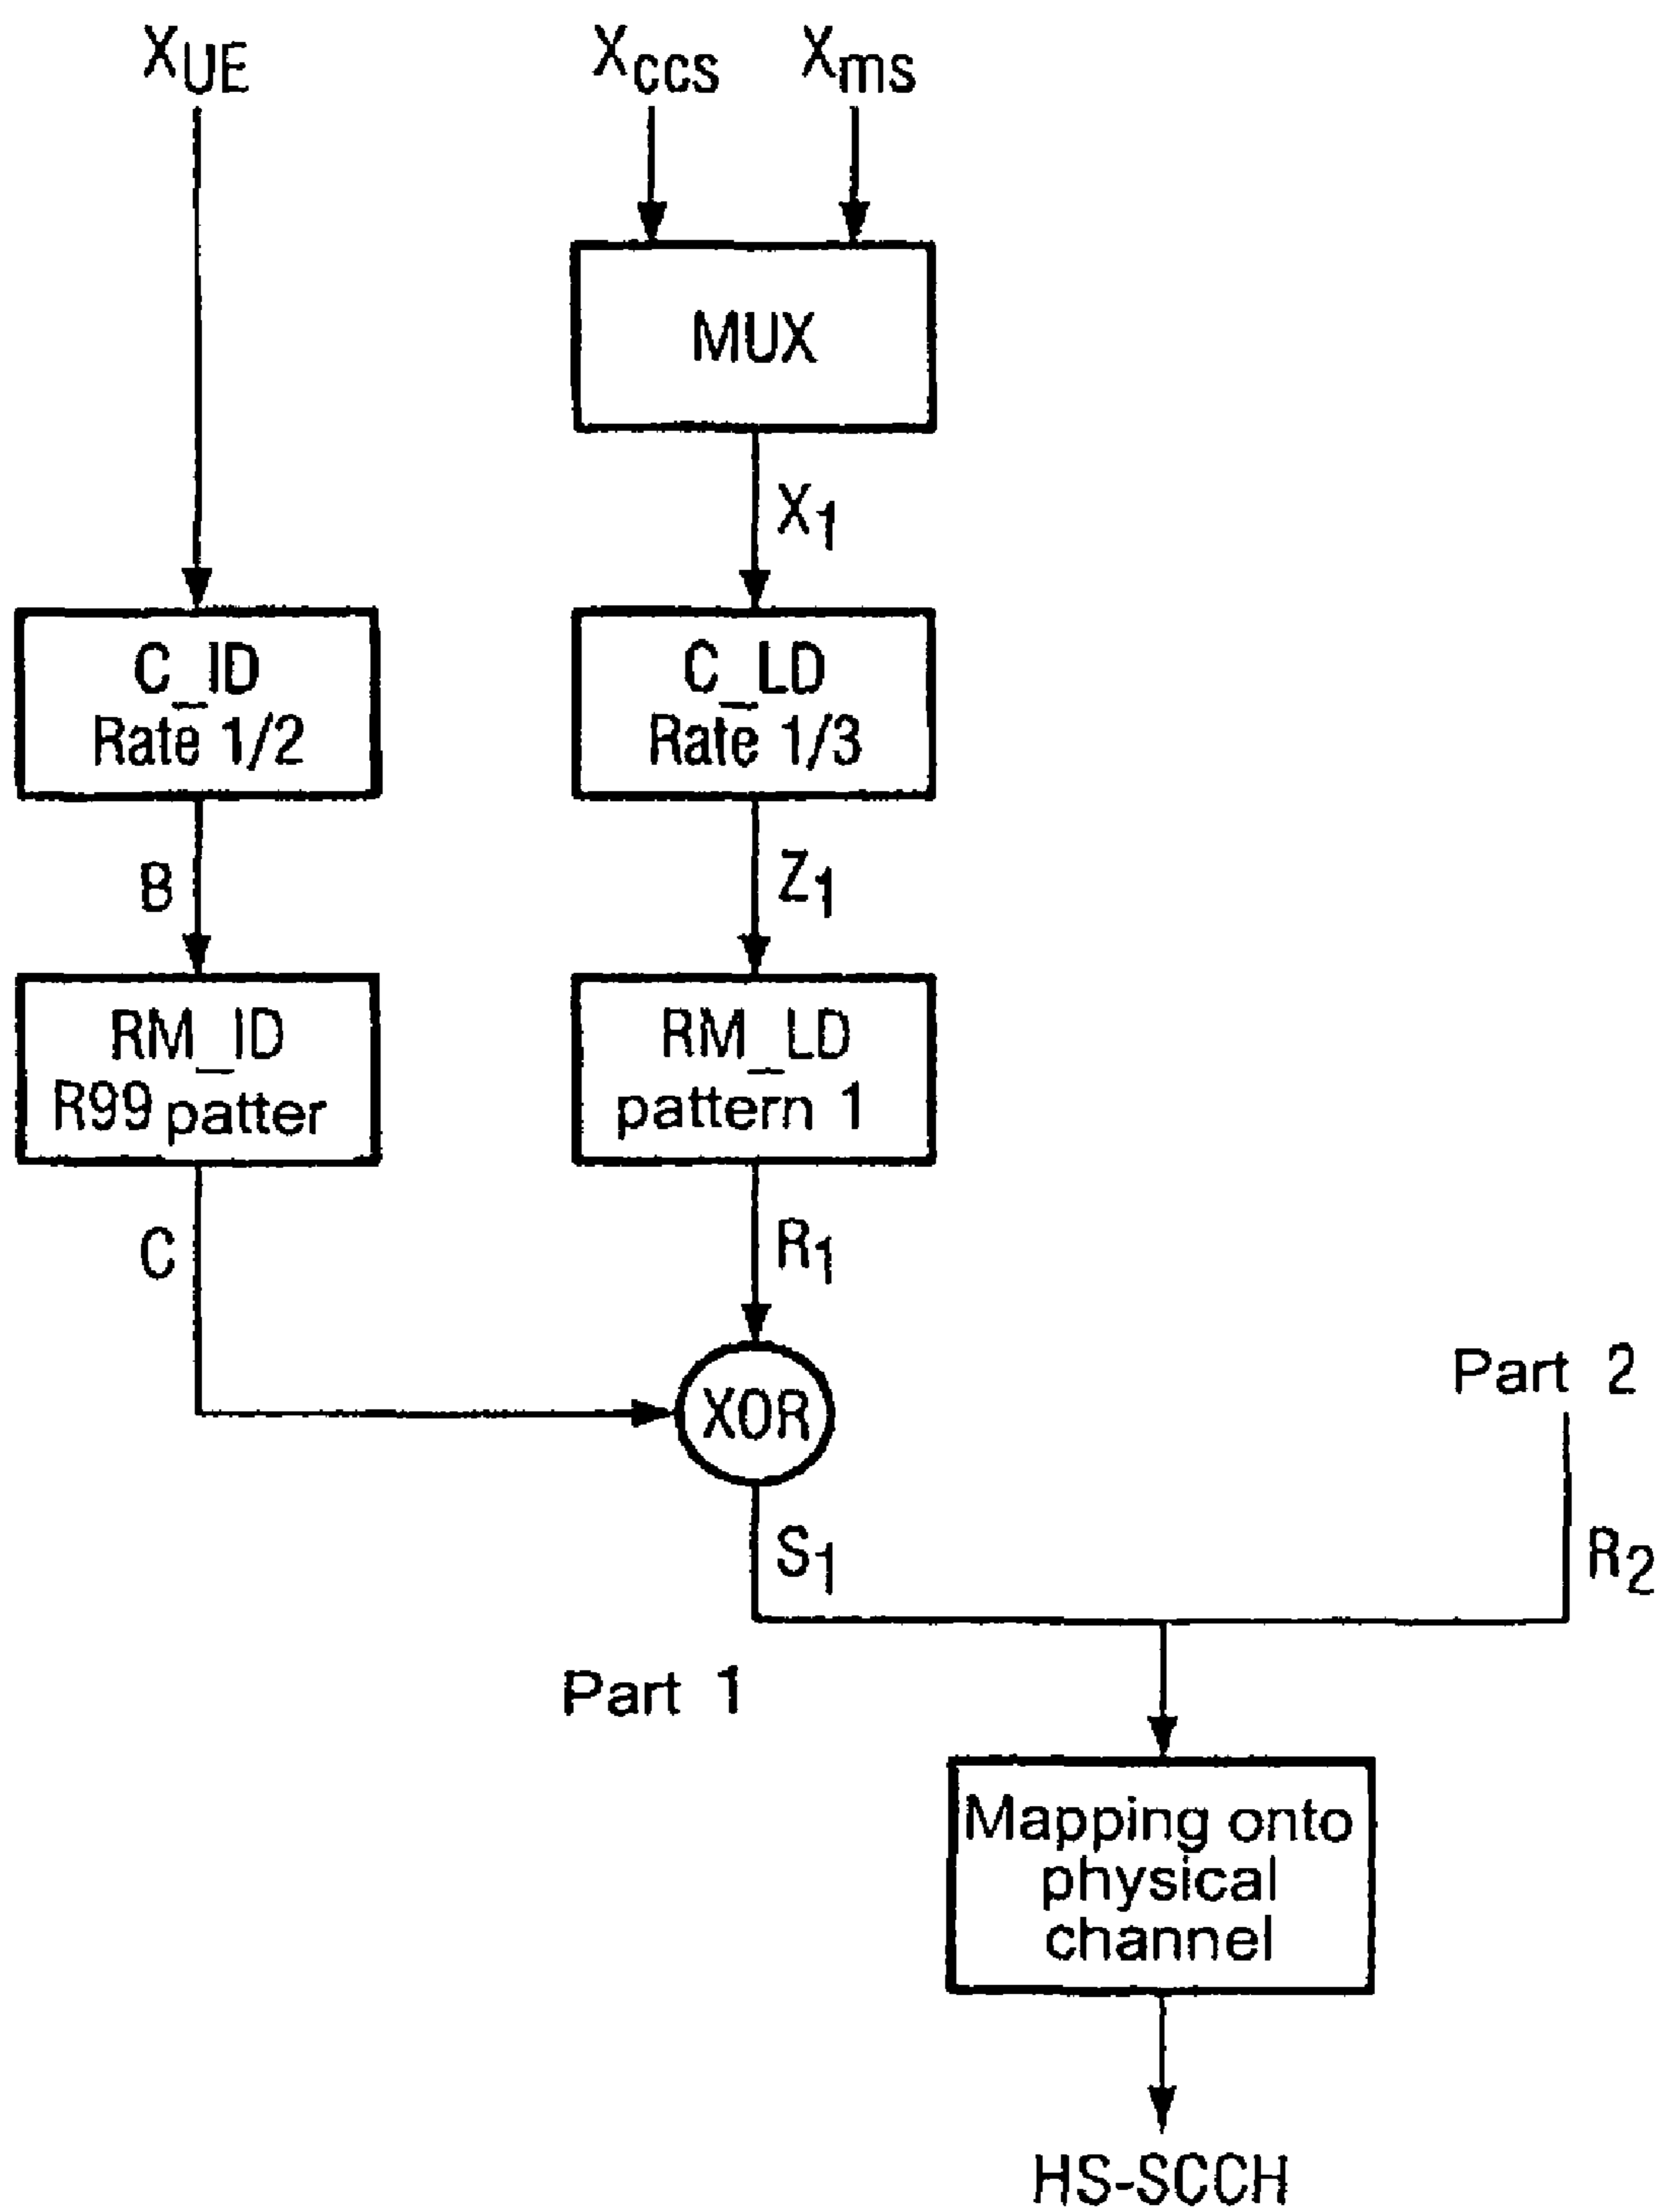 XUE
Xccs
Xms
MUX
X1
C_ID
Rate 1/2
C_LD
Rate 1/3
B
Z1
RM_ID
R99 patter
RM_LD
pattern 1
C
R1
XOR
Part 2
S1
R2
Part 1
Mapping onto
physical
channel
HS-SCCH